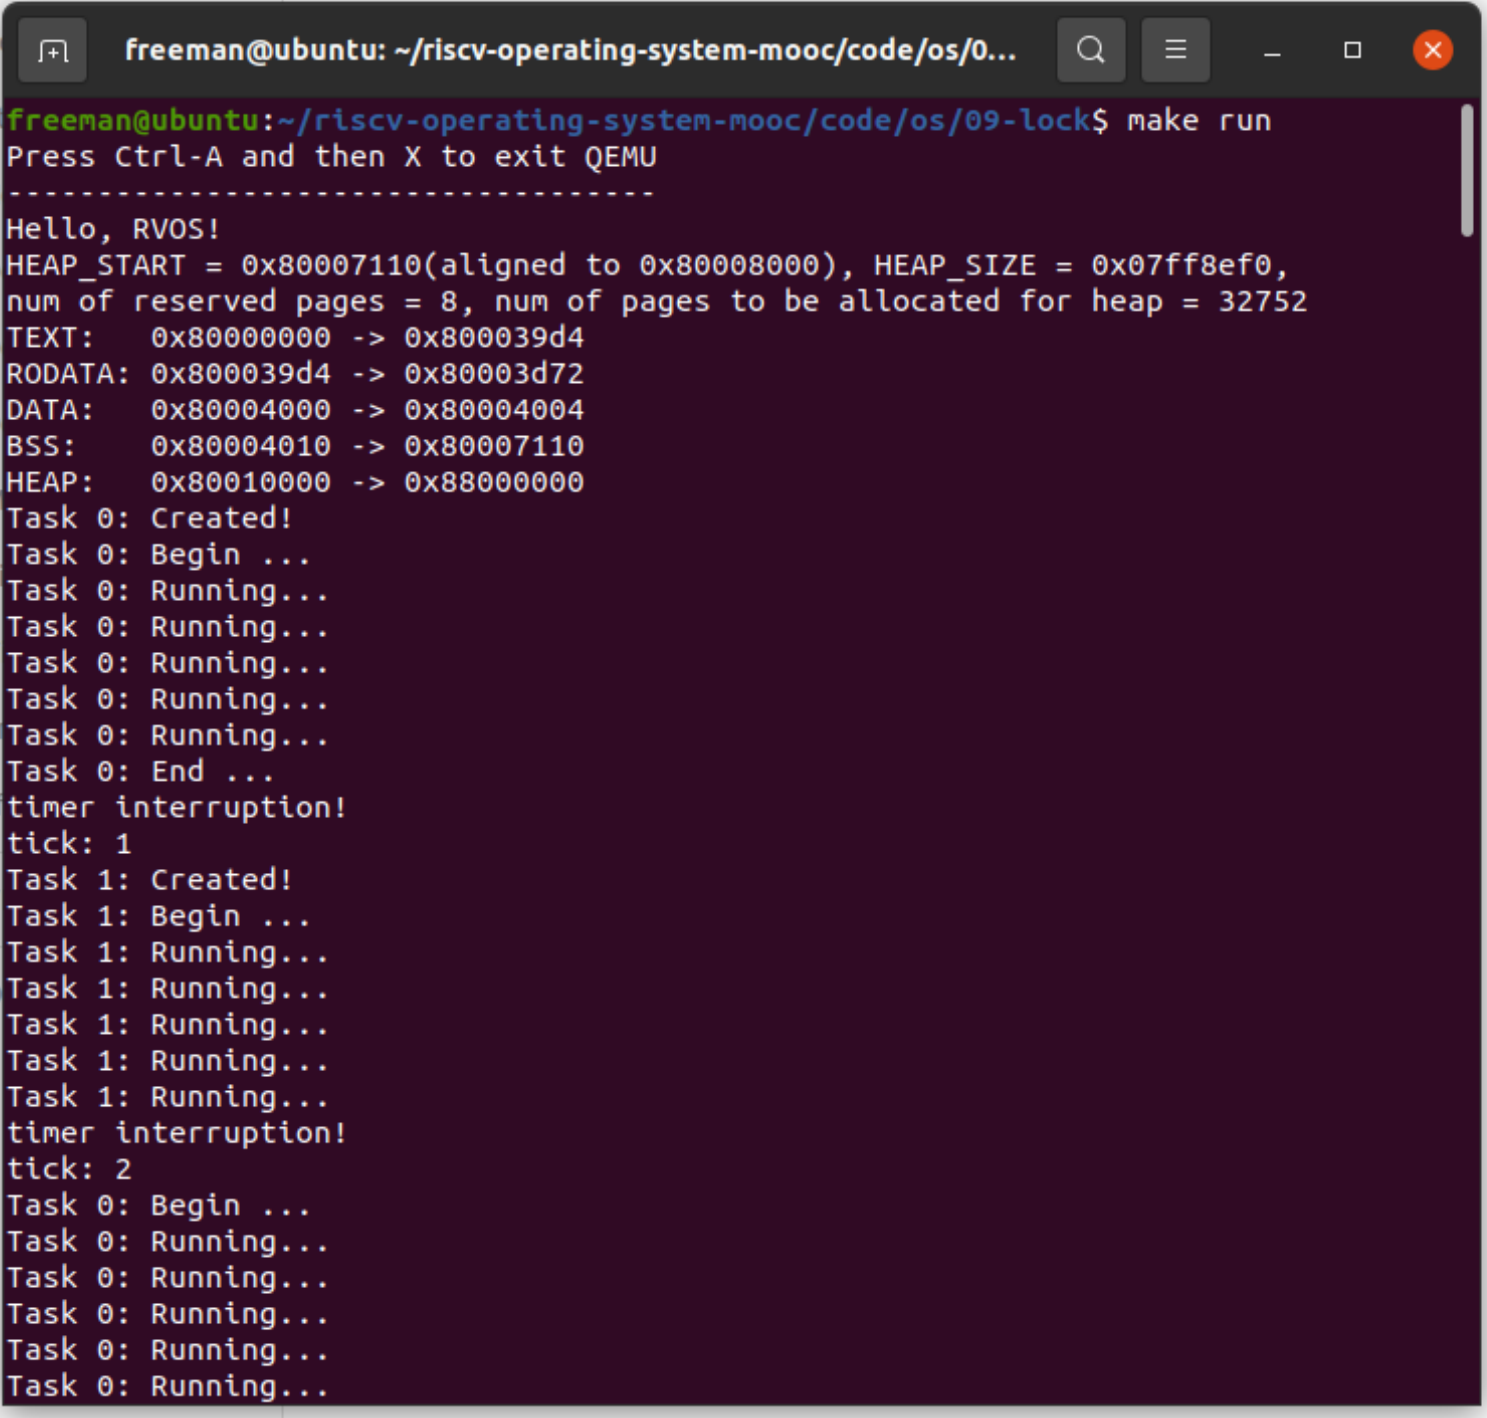 freeman@ubuntu: ~/riscv-operating-system-mooc/code/os/0...
freeman@ubuntu:~/riscv-operating-system-mooc/code/os/09-lock$ make run
Press Ctrl-A and then X to exit QEMU
------------------------------------
Hello, RVOS!
HEAP_START = 0x80007110(aligned to 0x80008000), HEAP_SIZE = 0x07ff8ef0,
num of reserved pages = 8, num of pages to be allocated for heap = 32752
TEXT:   0x80000000 -> 0x800039d4
RODATA: 0x800039d4 -> 0x80003d72
DATA:   0x80004000 -> 0x80004004
BSS:    0x80004010 -> 0x80007110
HEAP:   0x80010000 -> 0x88000000
Task 0: Created!
Task 0: Begin ...
Task 0: Running...
Task 0: Running...
Task 0: Running...
Task 0: Running...
Task 0: Running...
Task 0: End ...
timer interruption!
tick: 1
Task 1: Created!
Task 1: Begin ...
Task 1: Running...
Task 1: Running...
Task 1: Running...
Task 1: Running...
Task 1: Running...
timer interruption!
tick: 2
Task 0: Begin ...
Task 0: Running...
Task 0: Running...
Task 0: Running...
Task 0: Running...
Task 0: Running...